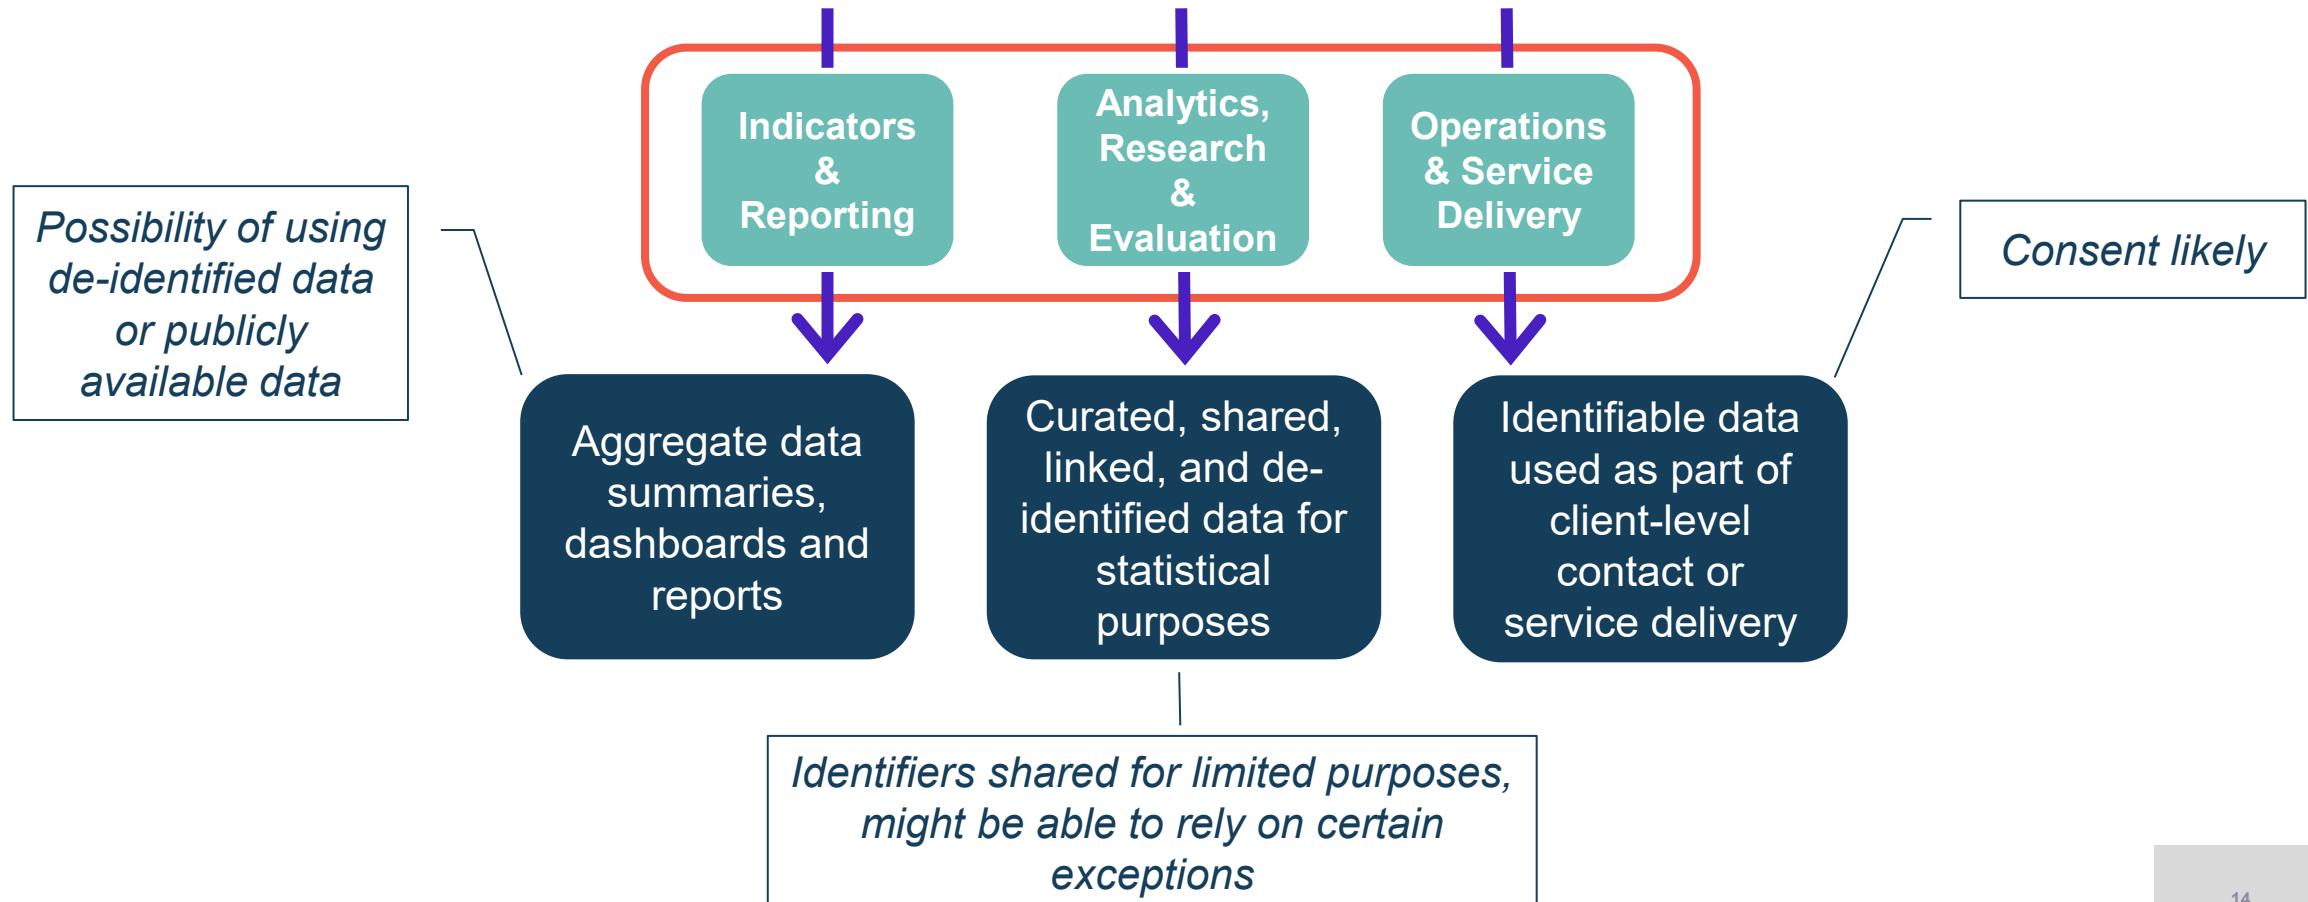 Indicators
&
Reporting
Analytics,
Research
&
Evaluation
Operations
& Service
Delivery
Possibility of using
de-identified data
or publicly
available data
Consent likely
Aggregate data
summaries,
dashboards and
reports
Curated, shared,
linked, and de-
identified data for
statistical
purposes
Identifiable data
used as part of
client-level
contact or
service delivery
Identifiers shared for limited purposes,
might be able to rely on certain
exceptions
14